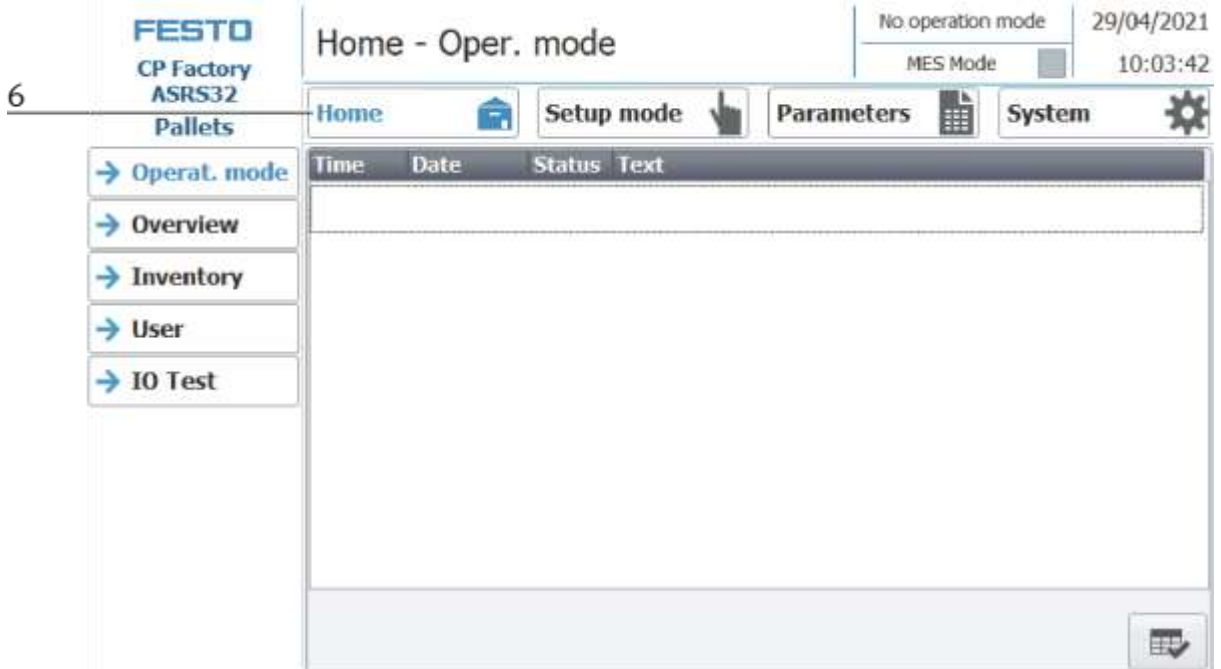 FESTO
CP Factory
ASRS32
Pallets
Home - Oper. mode
No operation mode
MES Mode
29/04/2021
10:03:42
6
Home
Setup mode
Parameters
System
Operat. mode
Overview
Inventory
User
IO Test
Time Date Status Text